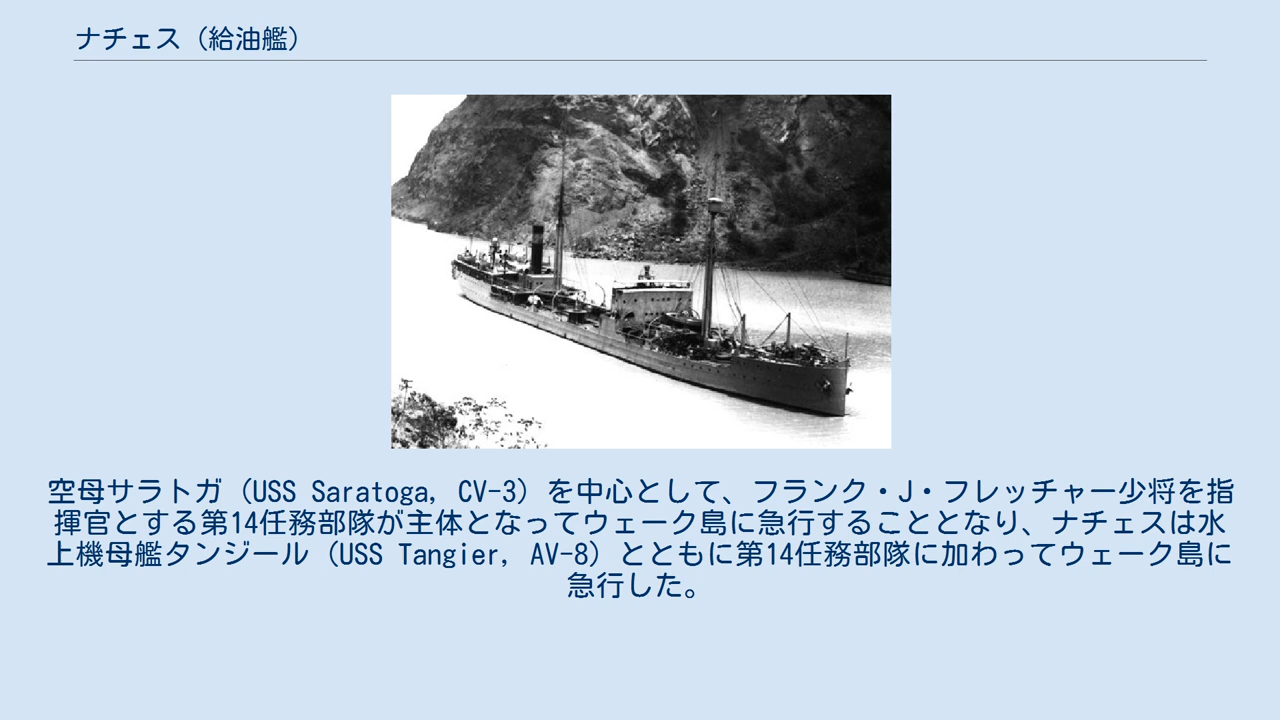 ナチェス（給油艦）
空母サラトガ（USS Saratoga, CV-3）を中心として、フランク・J・フレッチャー少将を指
揮官とする第14任務部隊が主体となってウェーク島に急行することとなり、ナチェスは水
上機母艦タンジール（USS Tangier, AV-8）とともに第14任務部隊に加わってウェーク島に
急行した。